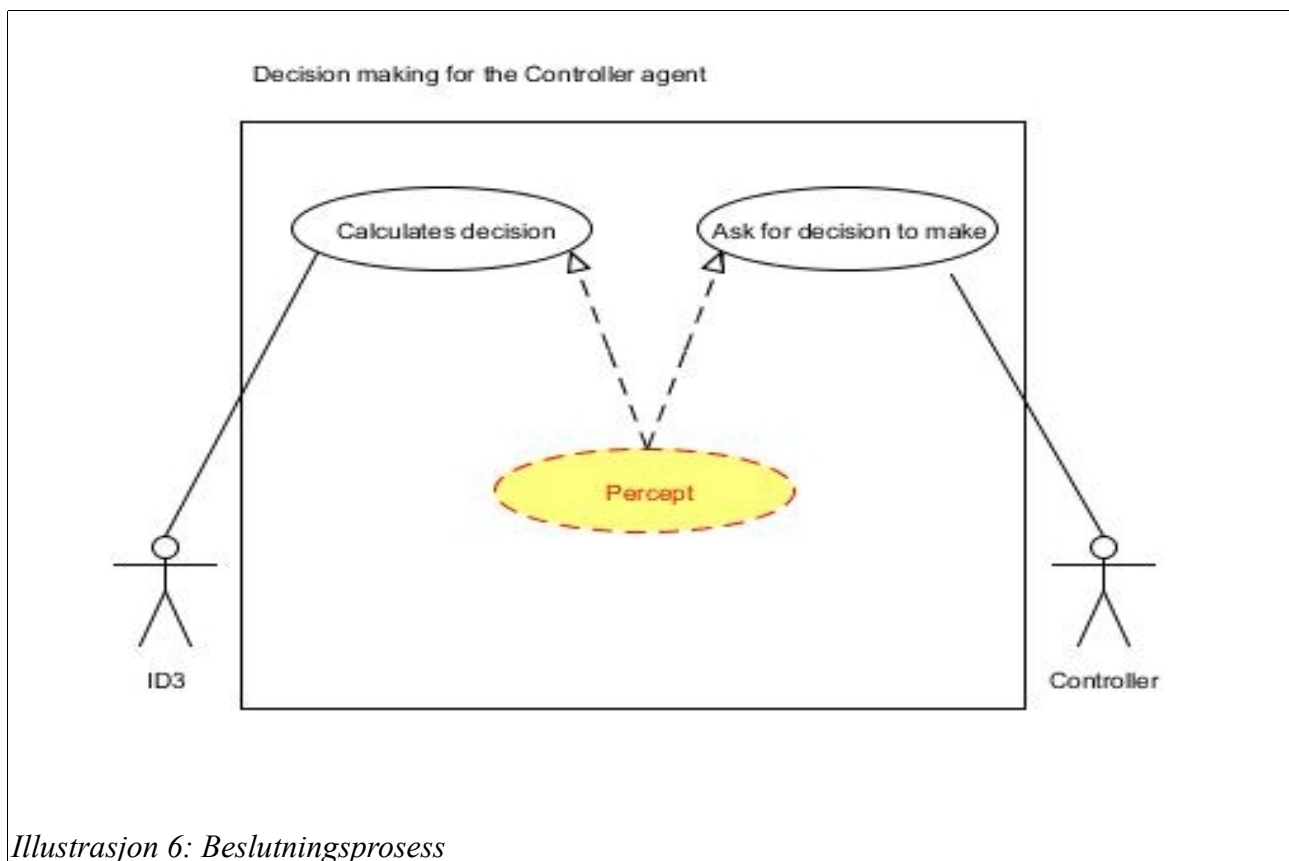 Decision making for the Controller agent
Calculates decision
Ask for decision to make
Percept
ID3
Controller
Illustrasjon 6: Beslutningsprosess